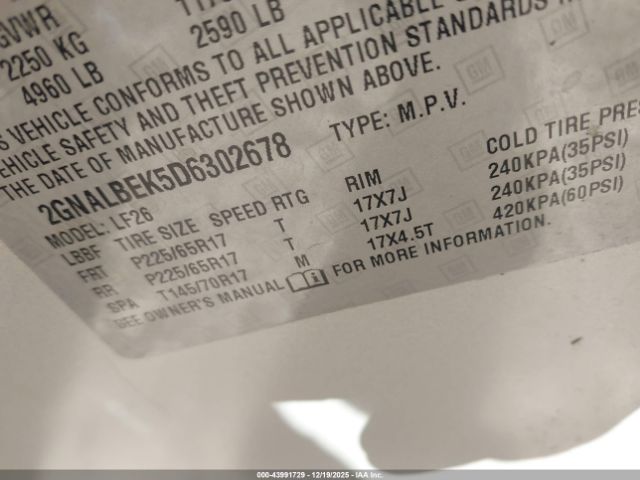 GVWR
2250 KG 2590 LB
4960 LB
VEHICLE CONFORMS TO ALL APPLICABLE
VEHICLE SAFETY AND THEFT PREVENTION STANDARDS
THE DATE OF MANUFACTURE SHOWN ABOVE.
2GNALBEK5D6302678 TYPE: M.P.V.
MODEL: LF26
LBBF TIRE SIZE SPEED RTG RIM COLD TIRE PRES
FRT P225/65R17 T 17X7J 240KPA(35PSI)
RR P225/65R17 T 17X7J 240KPA(35PSI)
SPA T145/70R17 M 17X4.5T 420KPA(60PSI)
SEE OWNER'S MANUAL FOR MORE INFORMATION.
000-43991729 - 12/19/2025 - IAA Inc.